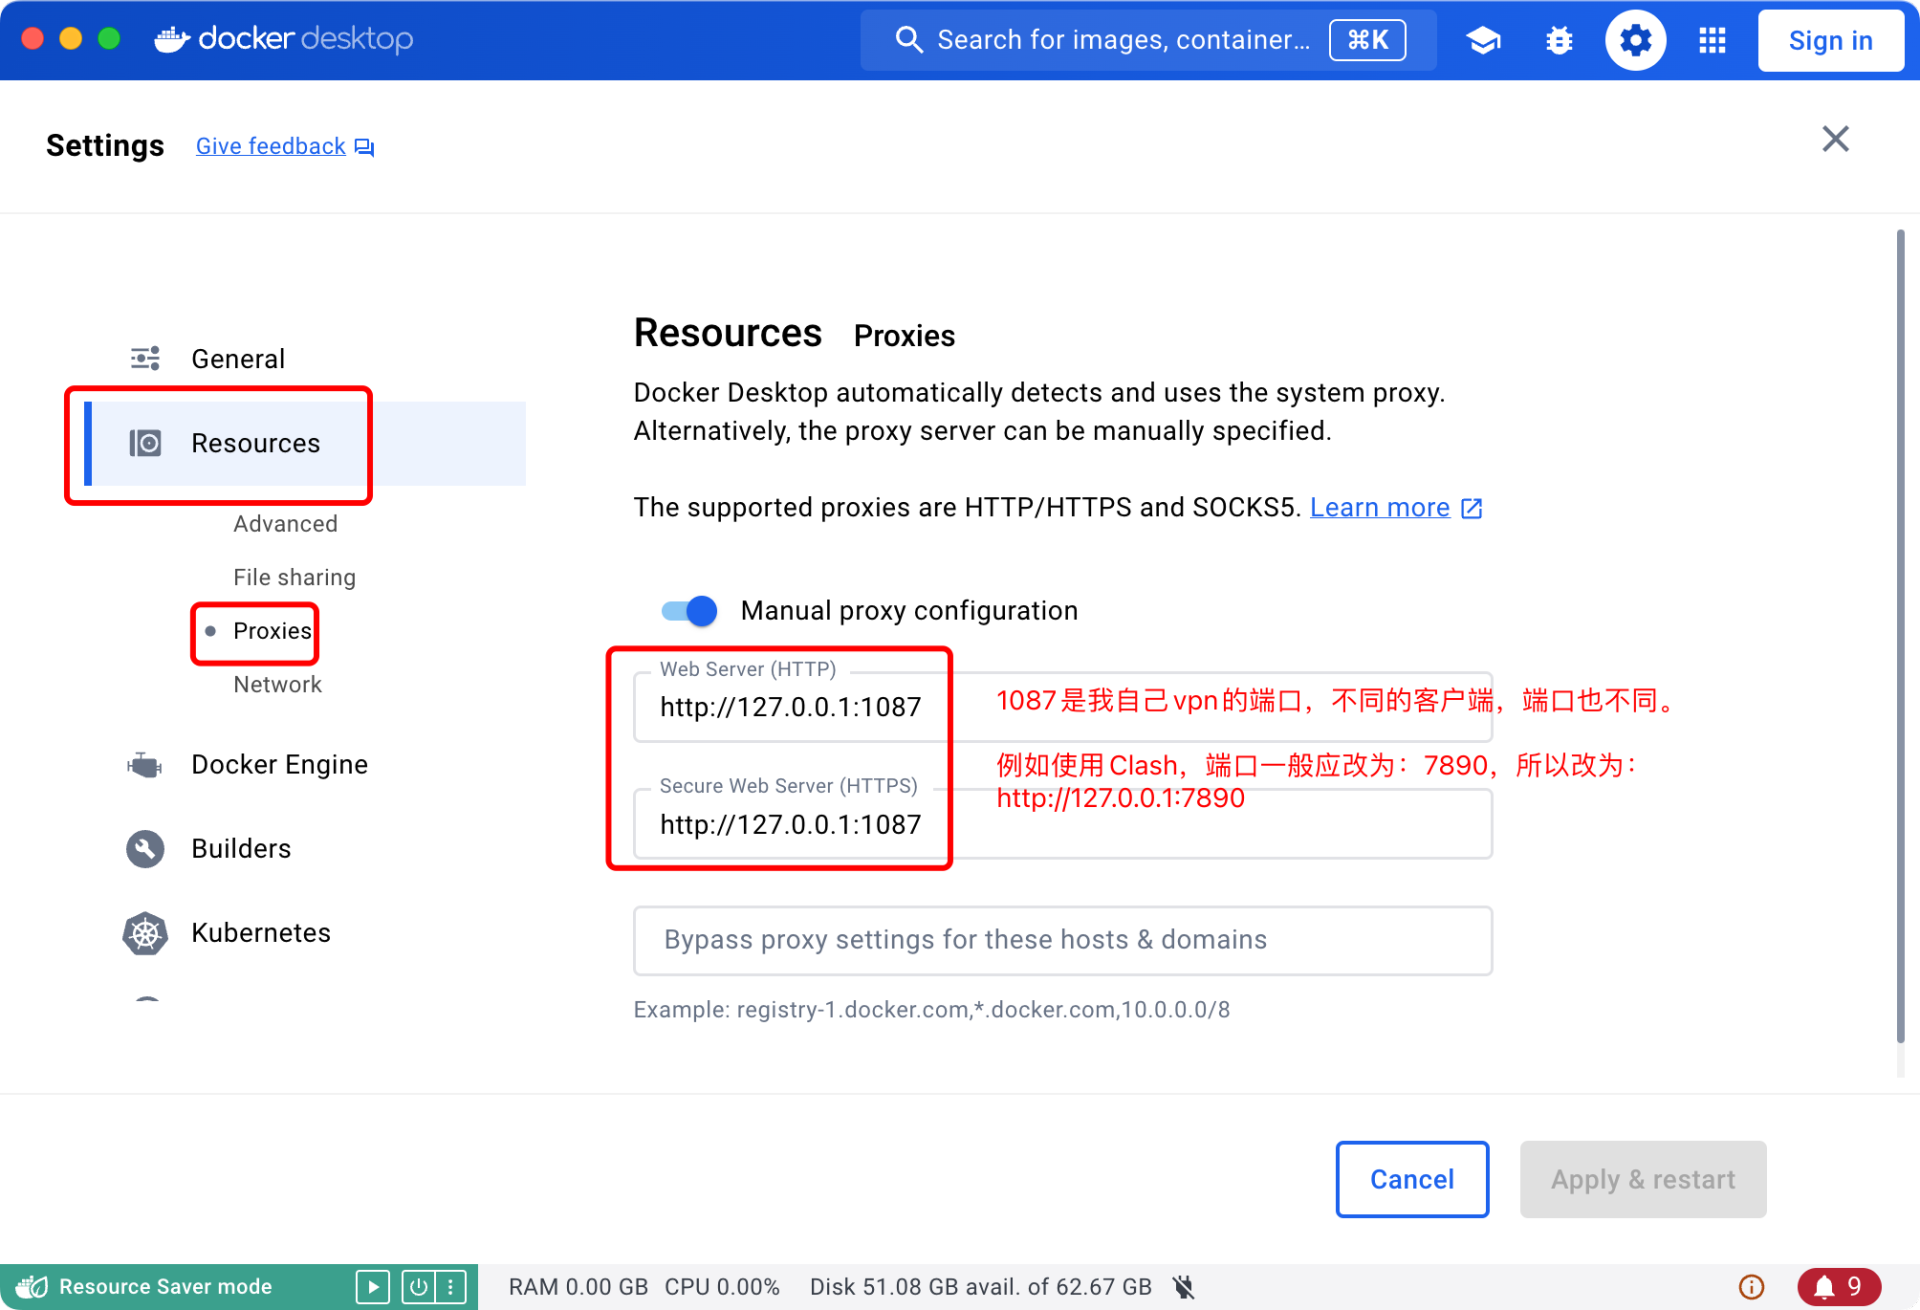 docker desktop
Search for images, container...
⌘K
Sign in
Settings
Give feedback
General
Resources
Advanced
File sharing
Proxies
Network
Docker Engine
Builders
Kubernetes
Resources Proxies
Docker Desktop automatically detects and uses the system proxy.
Alternatively, the proxy server can be manually specified.
The supported proxies are HTTP/HTTPS and SOCKS5. Learn more
Manual proxy configuration
Web Server (HTTP)
http://127.0.0.1:1087
1087是我自己vpn的端口，不同的客户端，端口也不同。
例如使用Clash，端口一般应改为：7890，所以改为：
http://127.0.0.1:7890
Secure Web Server (HTTPS)
http://127.0.0.1:1087
Bypass proxy settings for these hosts & domains
Example: registry-1.docker.com,*.docker.com,10.0.0.0/8
Cancel
Apply & restart
Resource Saver mode
RAM 0.00 GB CPU 0.00% Disk 51.08 GB avail. of 62.67 GB
9